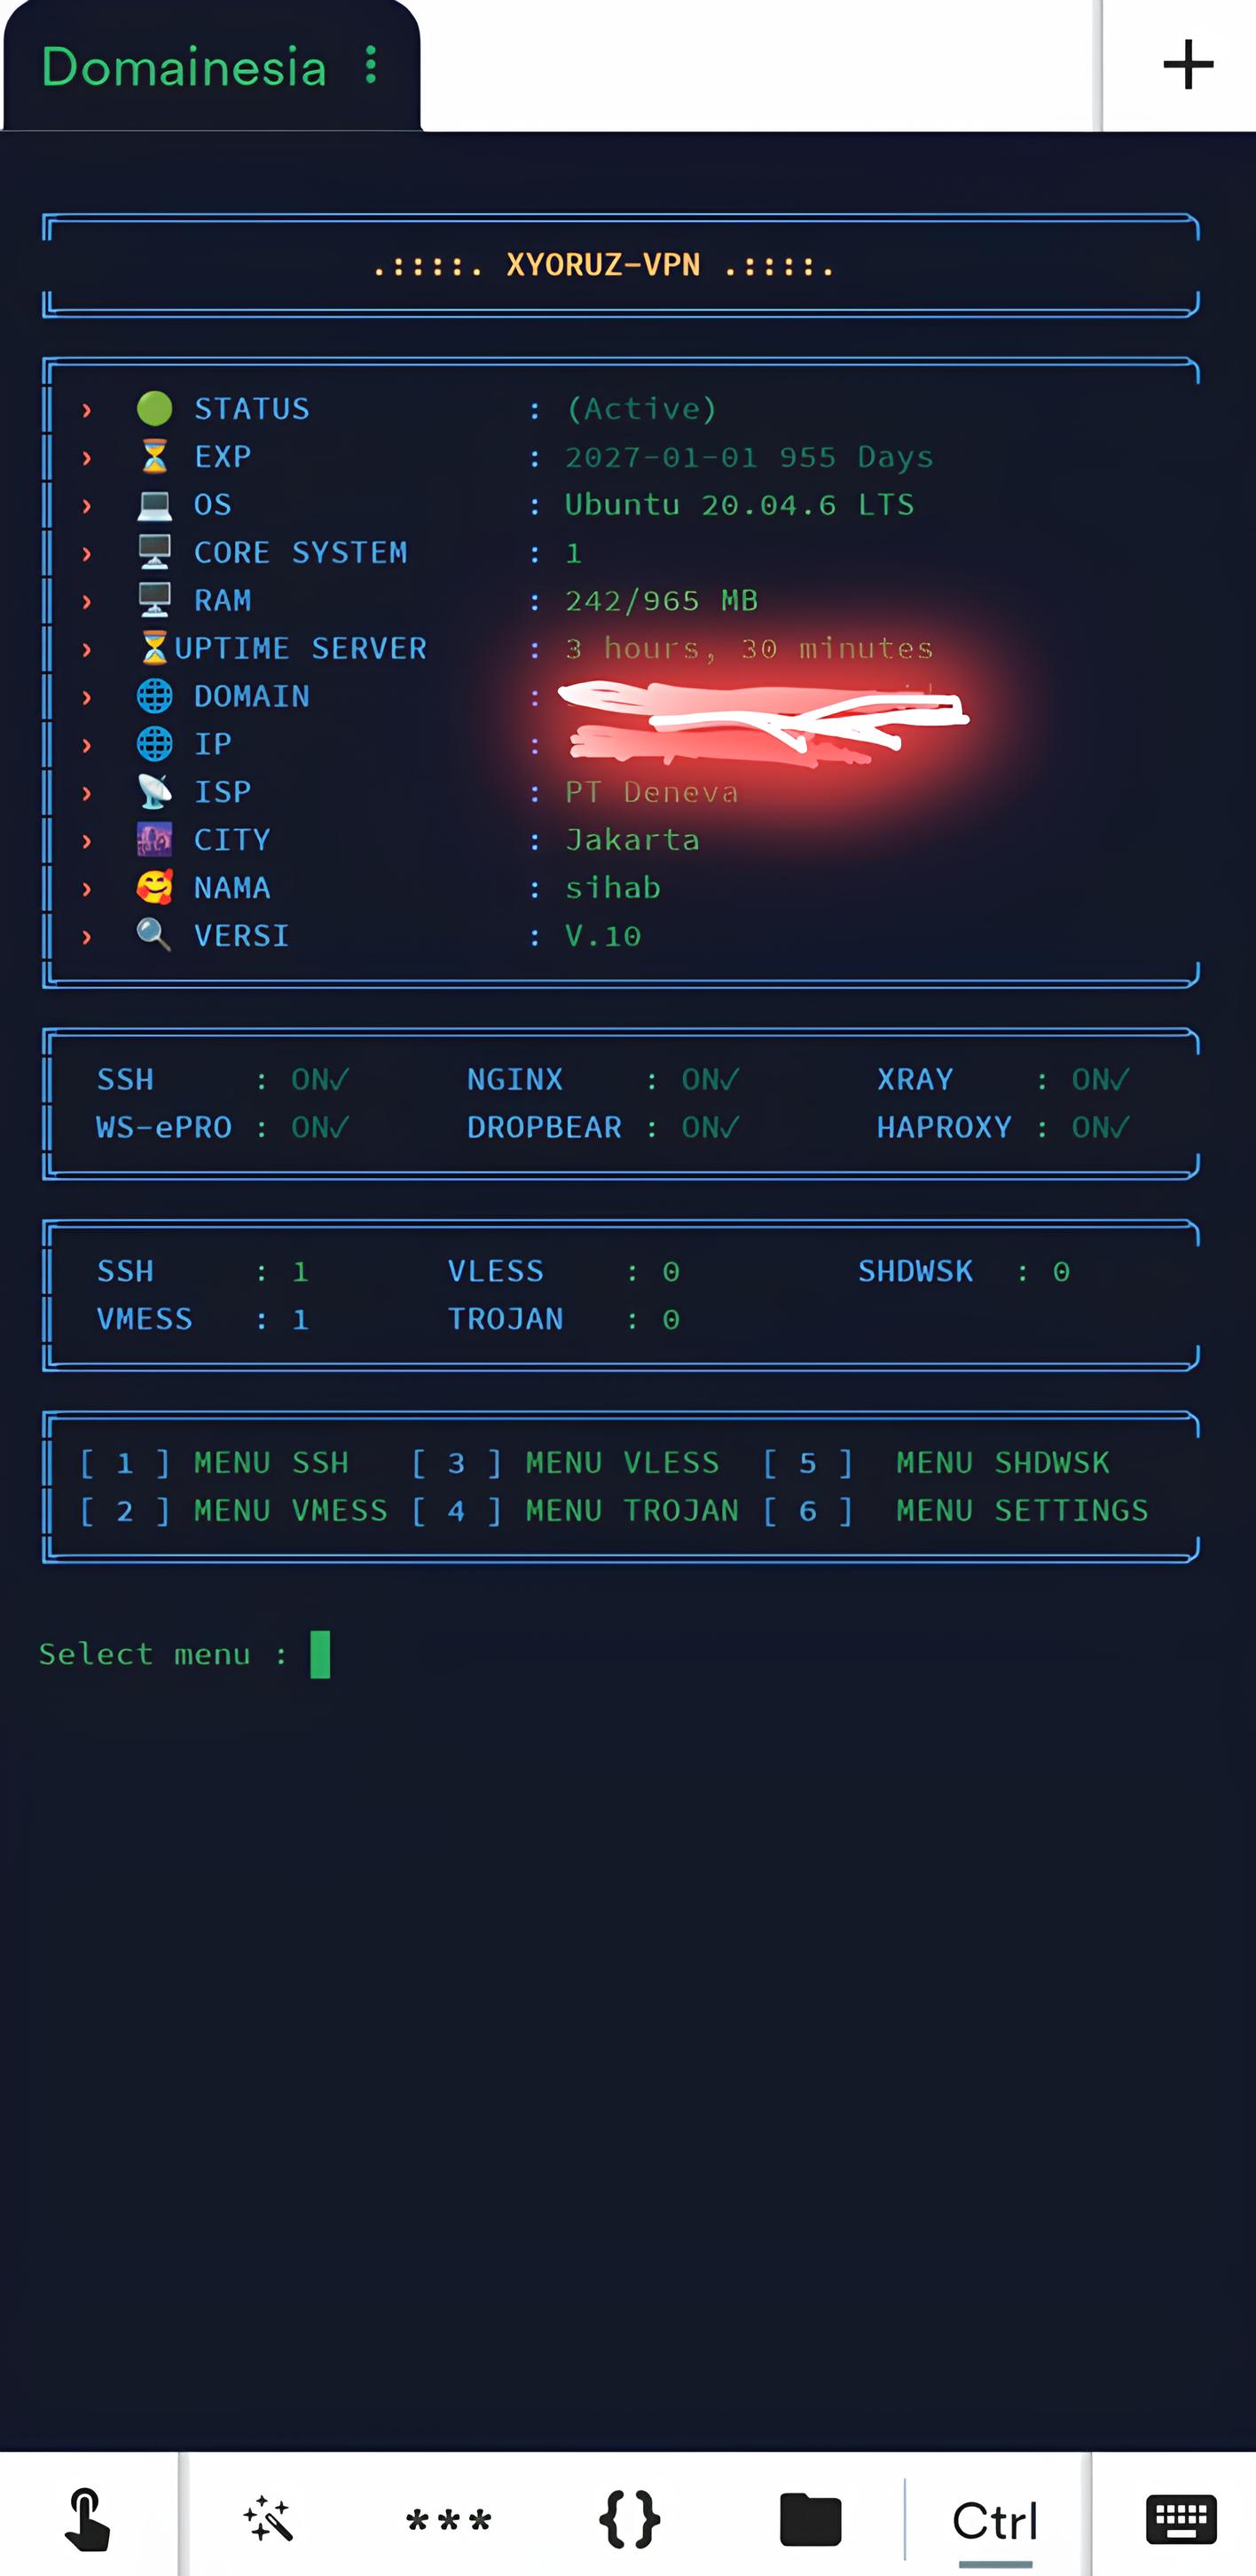 Domainesia
.::::. XYORUZ-VPN .::::.
› STATUS : (Active)
› EXP : 2027-01-01 955 Days
› OS : Ubuntu 20.04.6 LTS
› CORE SYSTEM : 1
› RAM : 242/965 MB
› UPTIME SERVER : 3 hours, 30 minutes
› DOMAIN :
› IP :
› ISP : PT Deneva
› CITY : Jakarta
› NAMA : sihab
› VERSI : V.10
SSH : ON✓ NGINX : ON✓ XRAY : ON✓
WS-ePRO : ON✓ DROPBEAR : ON✓ HAPROXY : ON✓
SSH : 1 VLESS : 0 SHDWSK : 0
VMESS : 1 TROJAN : 0
[ 1 ] MENU SSH [ 3 ] MENU VLESS [ 5 ] MENU SHDWSK
[ 2 ] MENU VMESS [ 4 ] MENU TROJAN [ 6 ] MENU SETTINGS
Select menu :
*** {} Ctrl